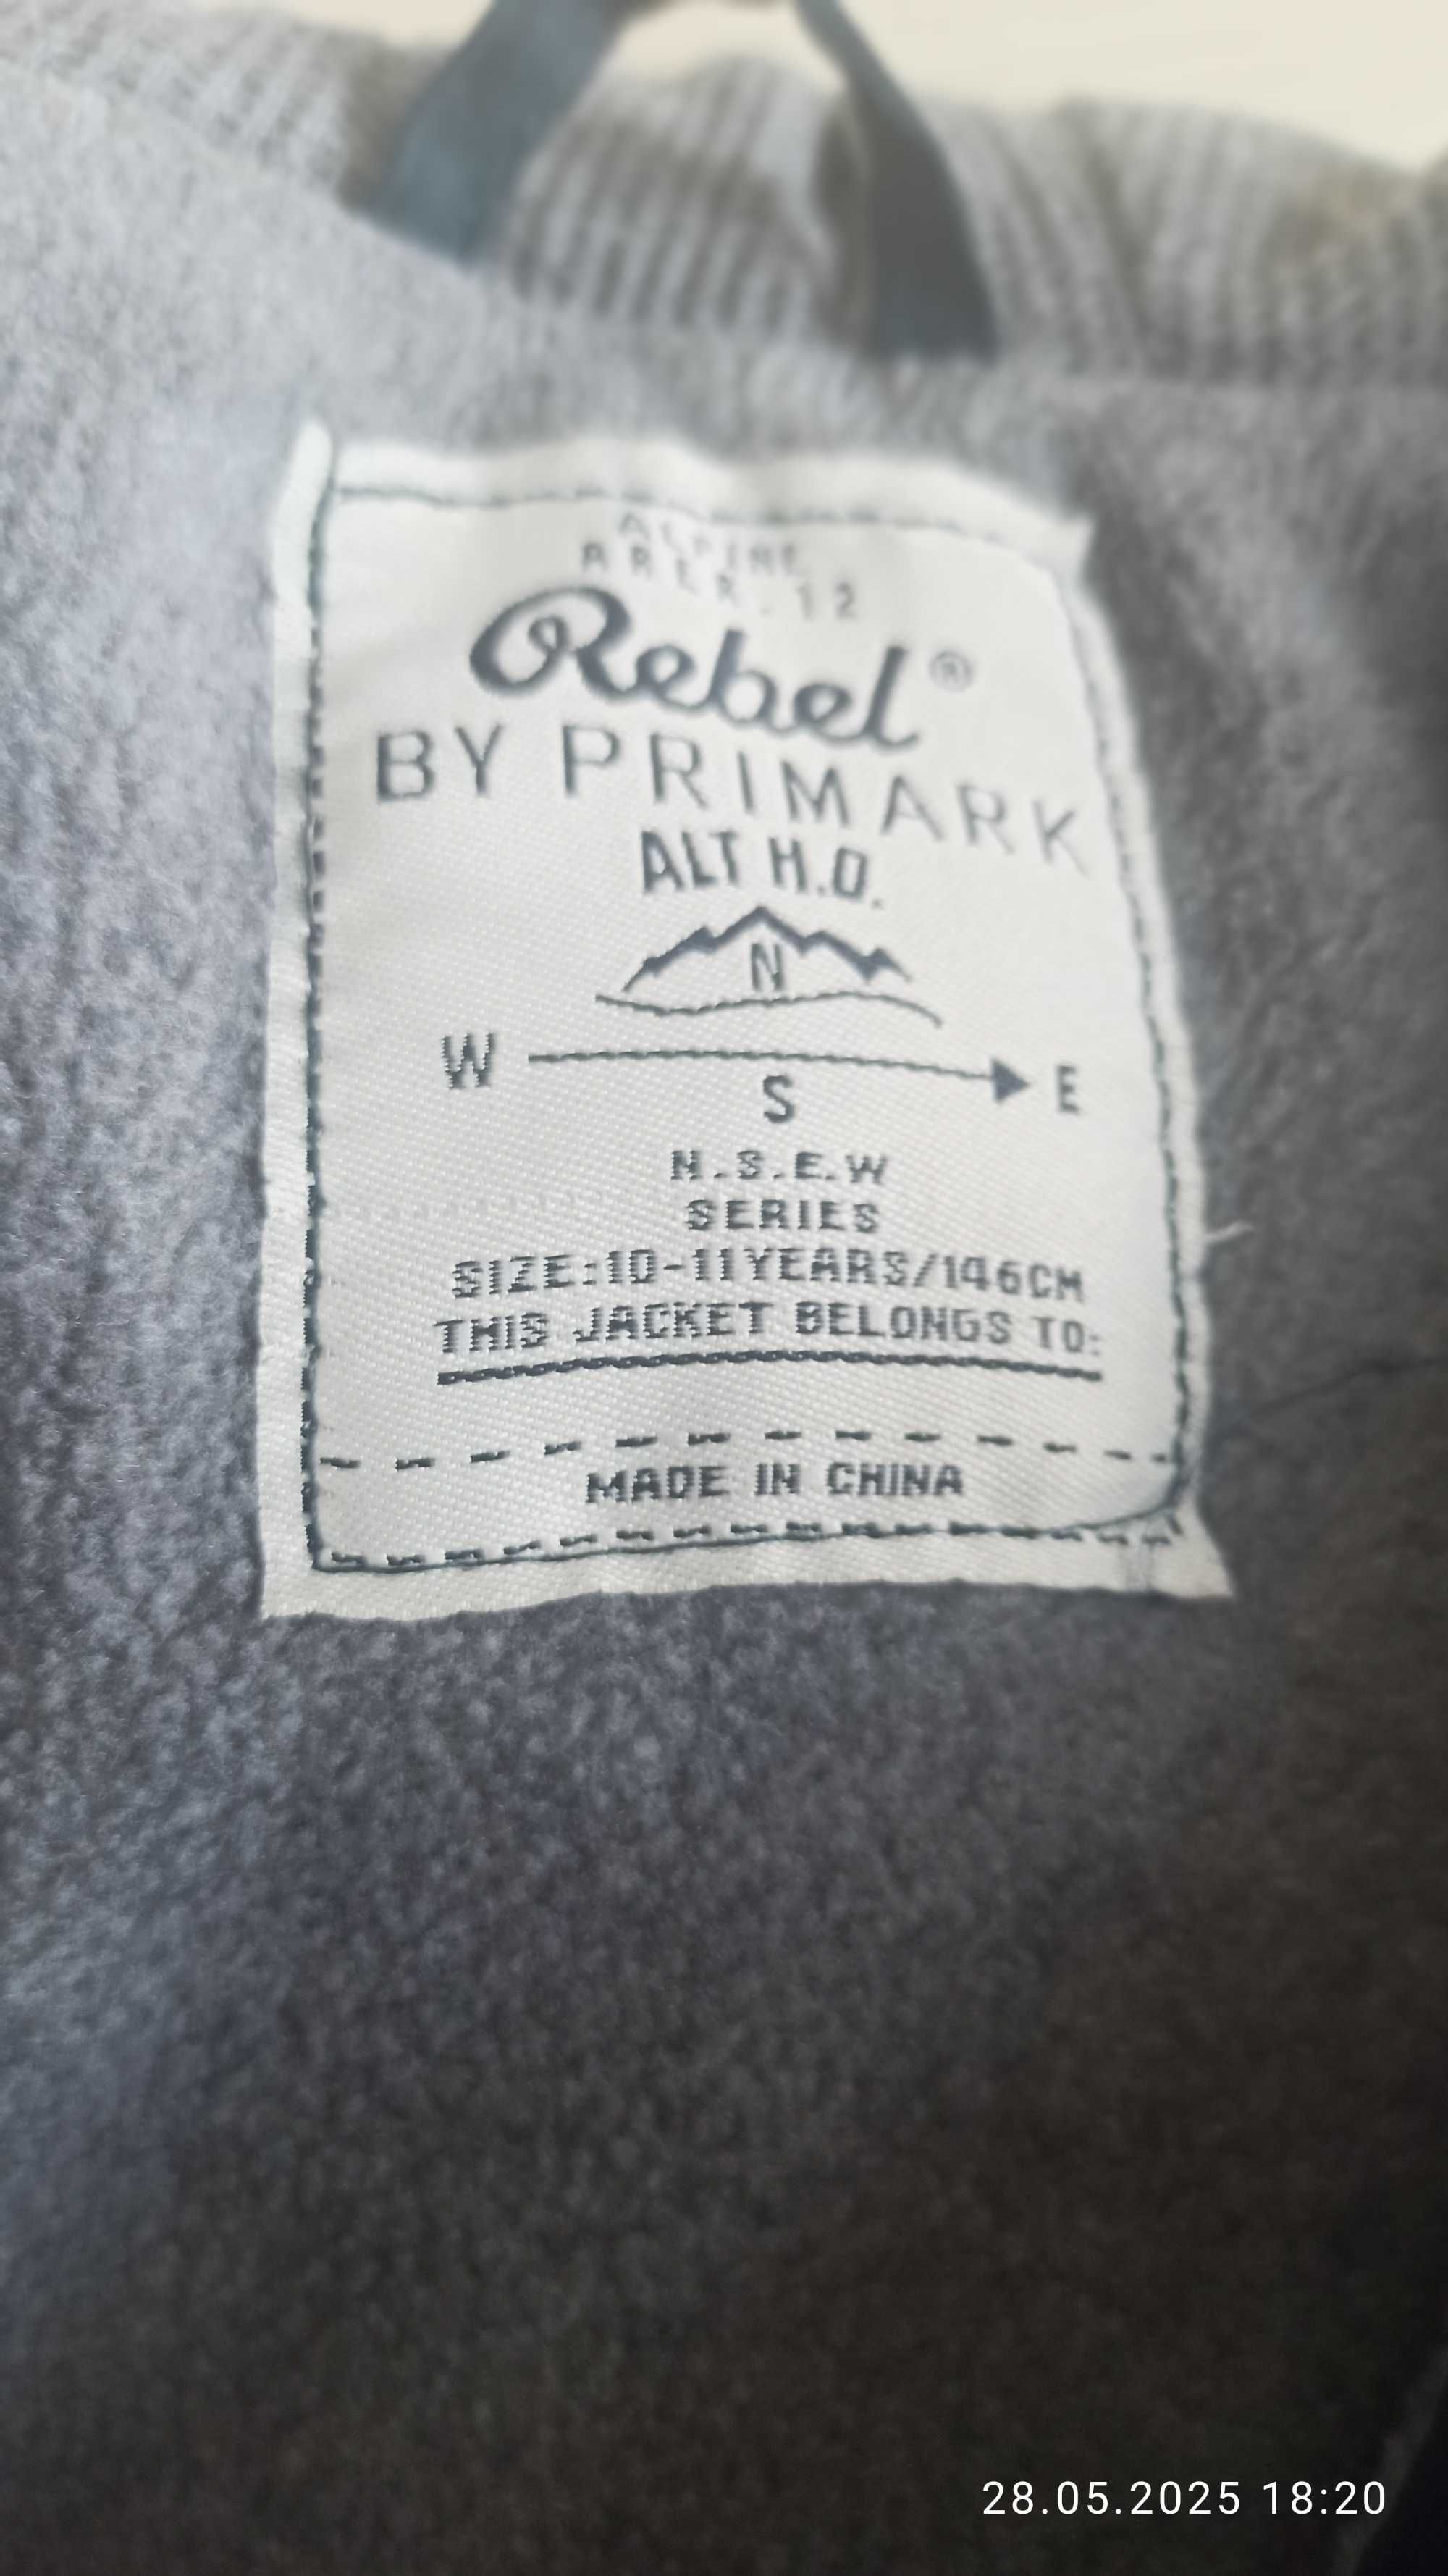 ALPINE
AREA.12
Rebel®
BY PRIMARK
ALT H.Q.
N
W E
S
N.S.E.W
SERIES
SIZE:10-11YEARS/146CM
THIS JACKET BELONGS TO:
MADE IN CHINA
28.05.2025 18:20